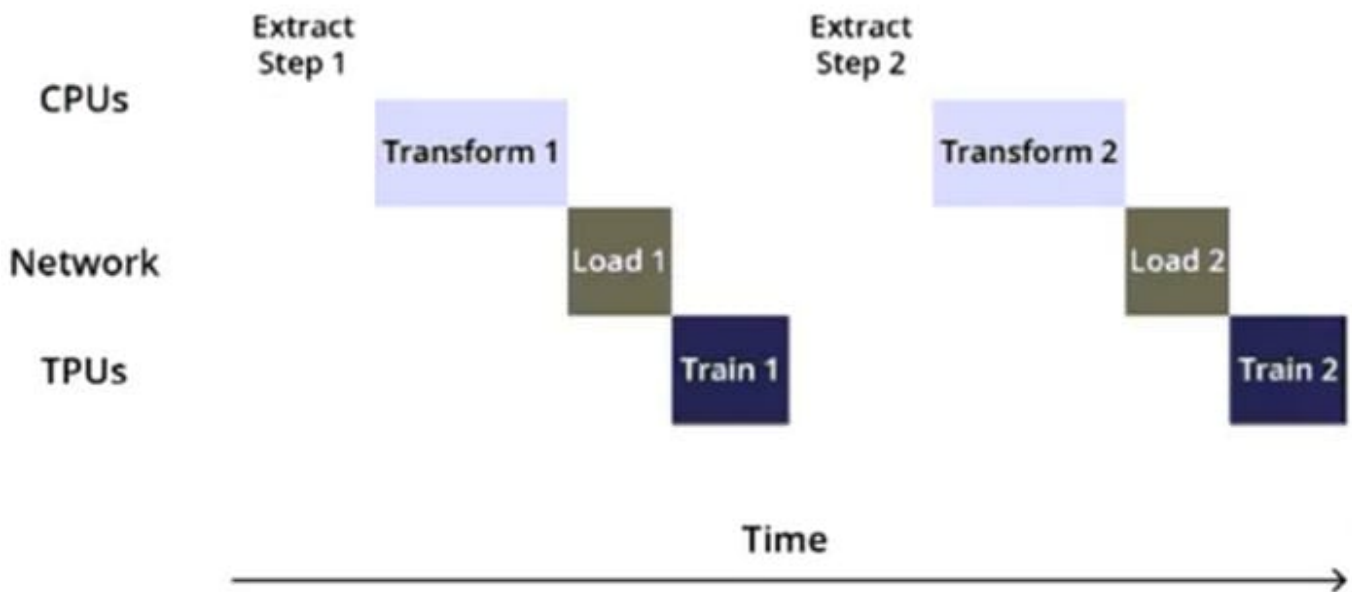 Extract
Step 1
Extract
Step 2
CPUs
Transform 1
Transform 2
Network
Load 1
Load 2
TPUs
Train 1
Train 2
Time